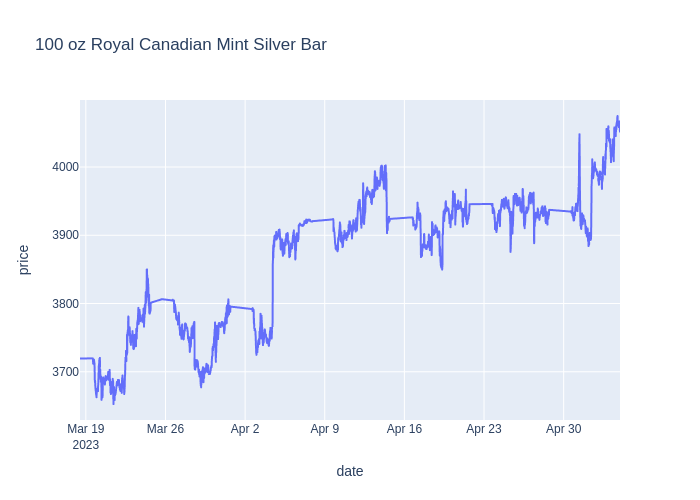 100 oz Royal Canadian Mint Silver Bar
price
4000
3900
3800
3700
Mar 19
2023
Mar 26
Apr 2
Apr 9
Apr 16
Apr 23
Apr 30
date